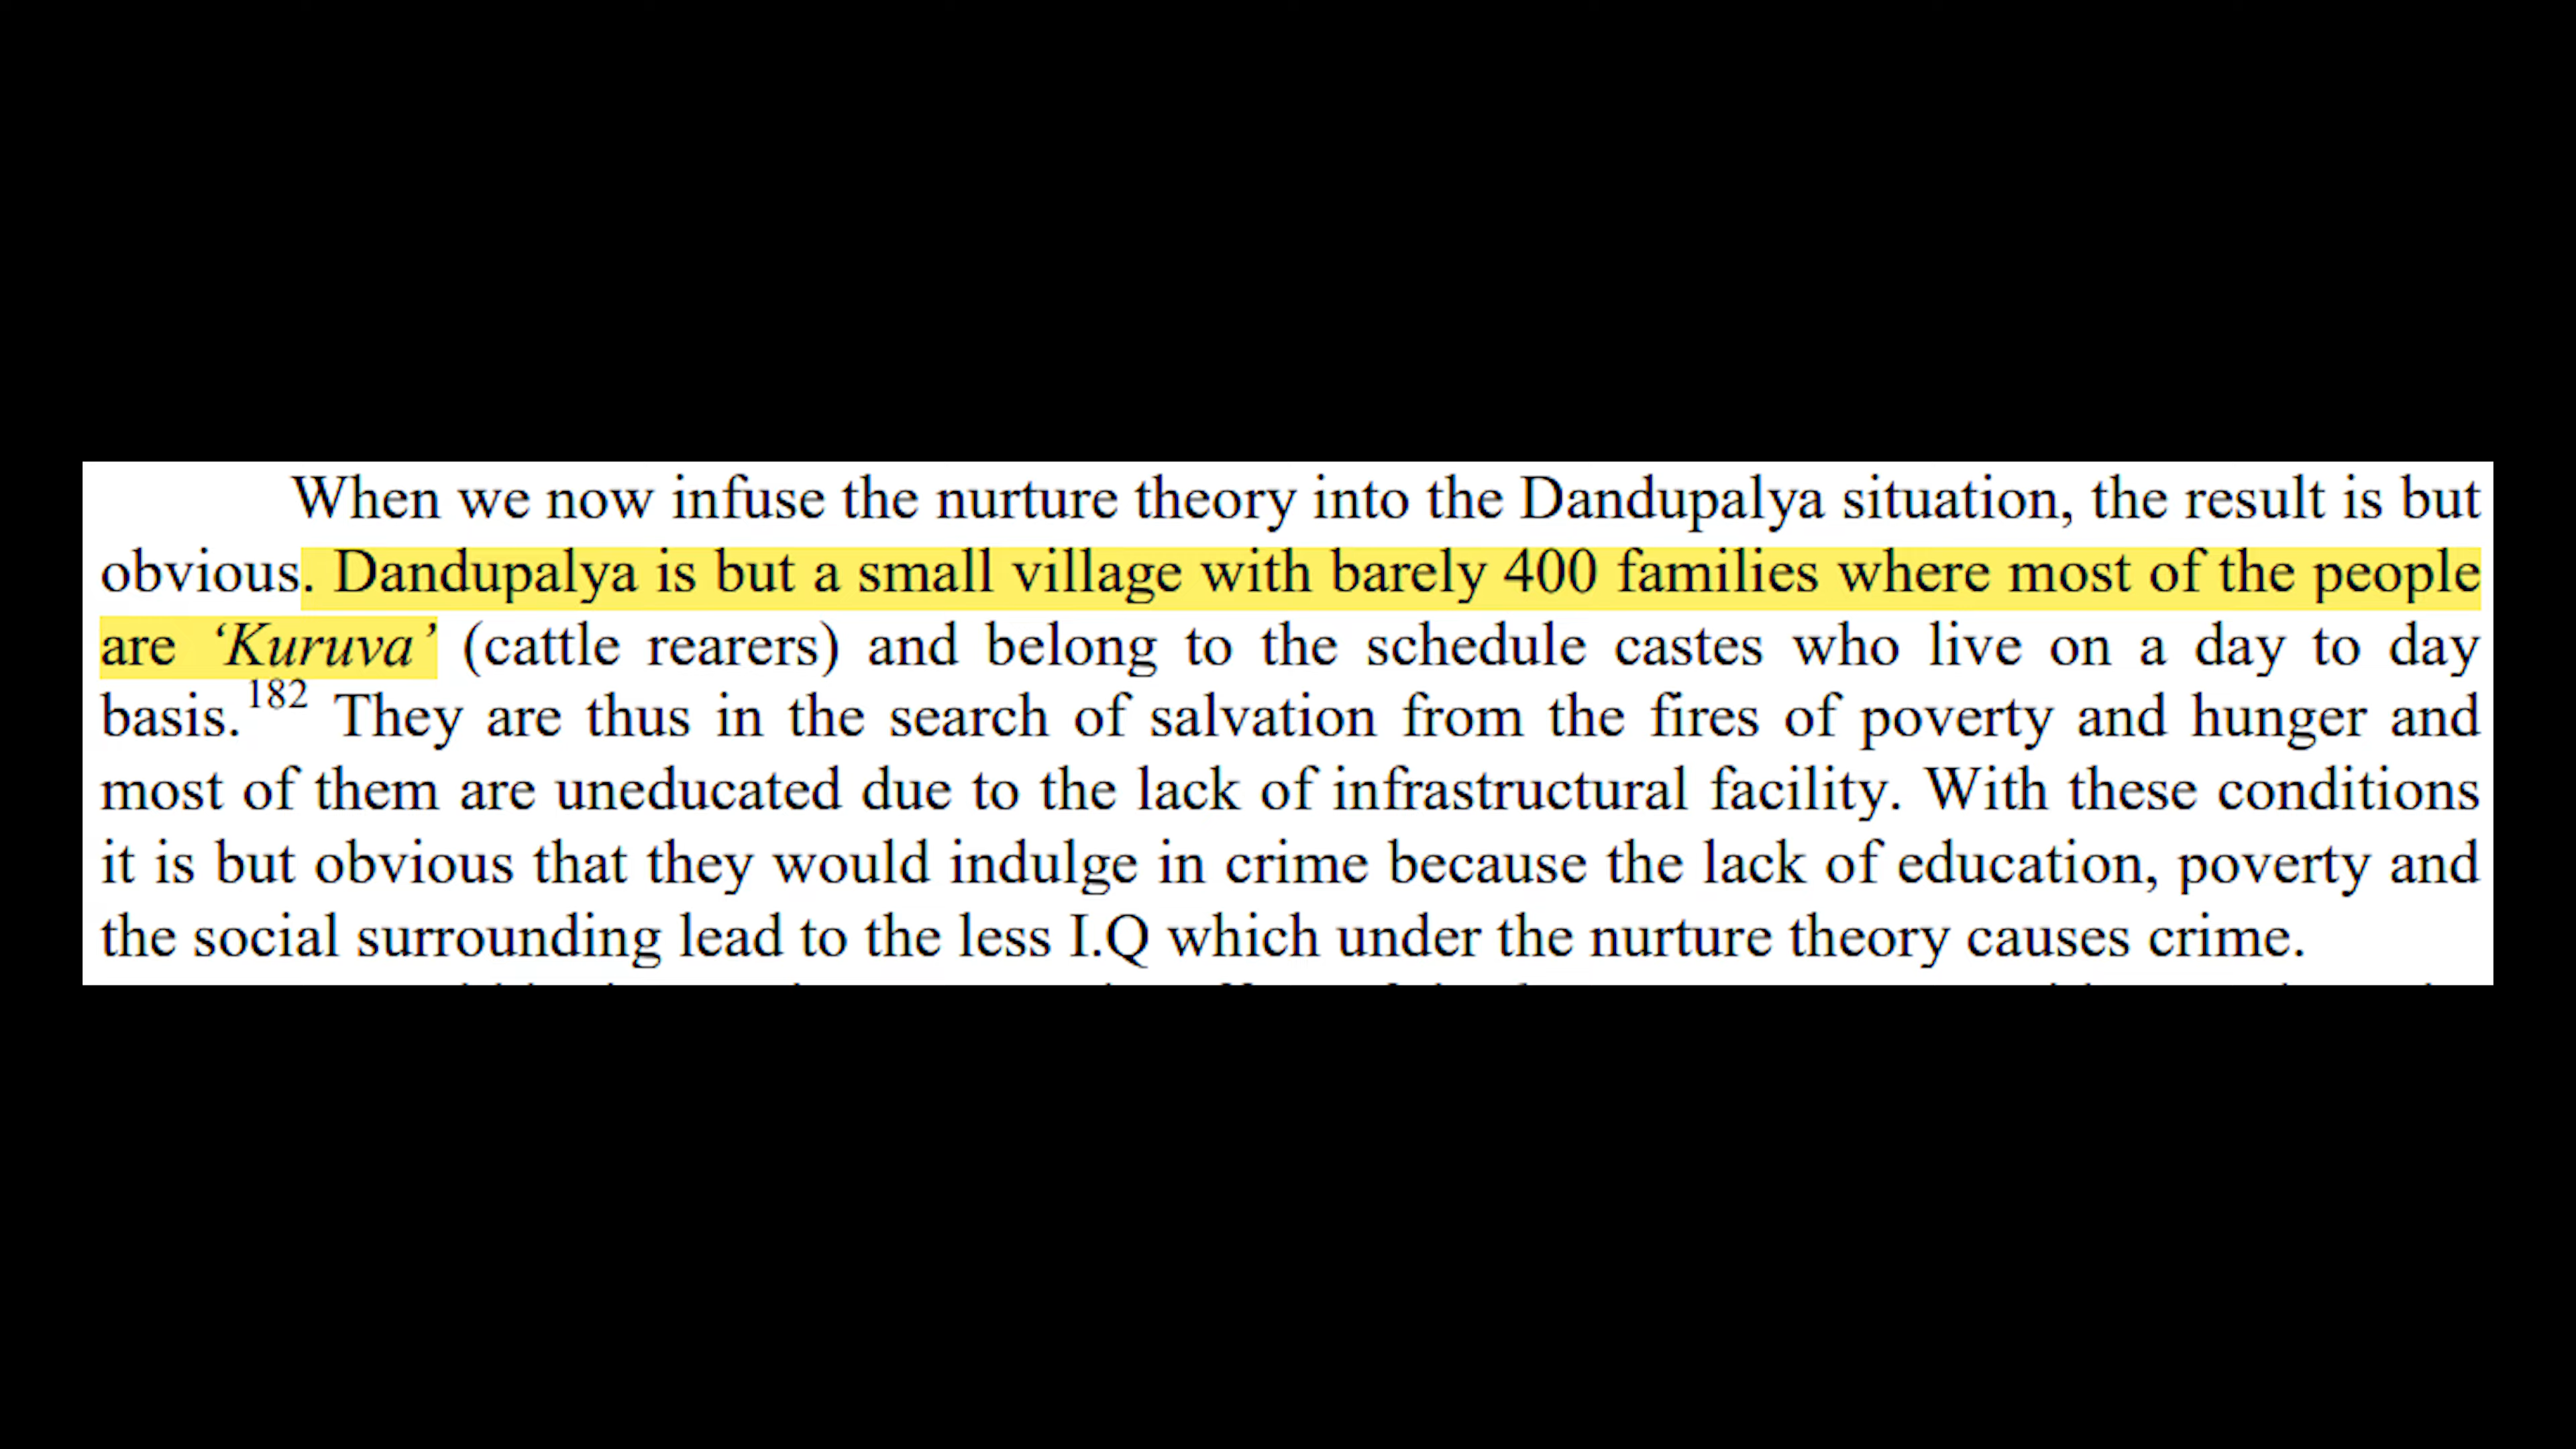 When we now infuse the nurture theory into the Dandupalya situation, the result is but
obvious. Dandupalya is but a small village with barely 400 families where most of the people
are ‘Kuruva’ (cattle rearers) and belong to the schedule castes who live on a day to day
basis.182 They are thus in the search of salvation from the fires of poverty and hunger and
most of them are uneducated due to the lack of infrastructural facility. With these conditions
it is but obvious that they would indulge in crime because the lack of education, poverty and
the social surrounding lead to the less I.Q which under the nurture theory causes crime.